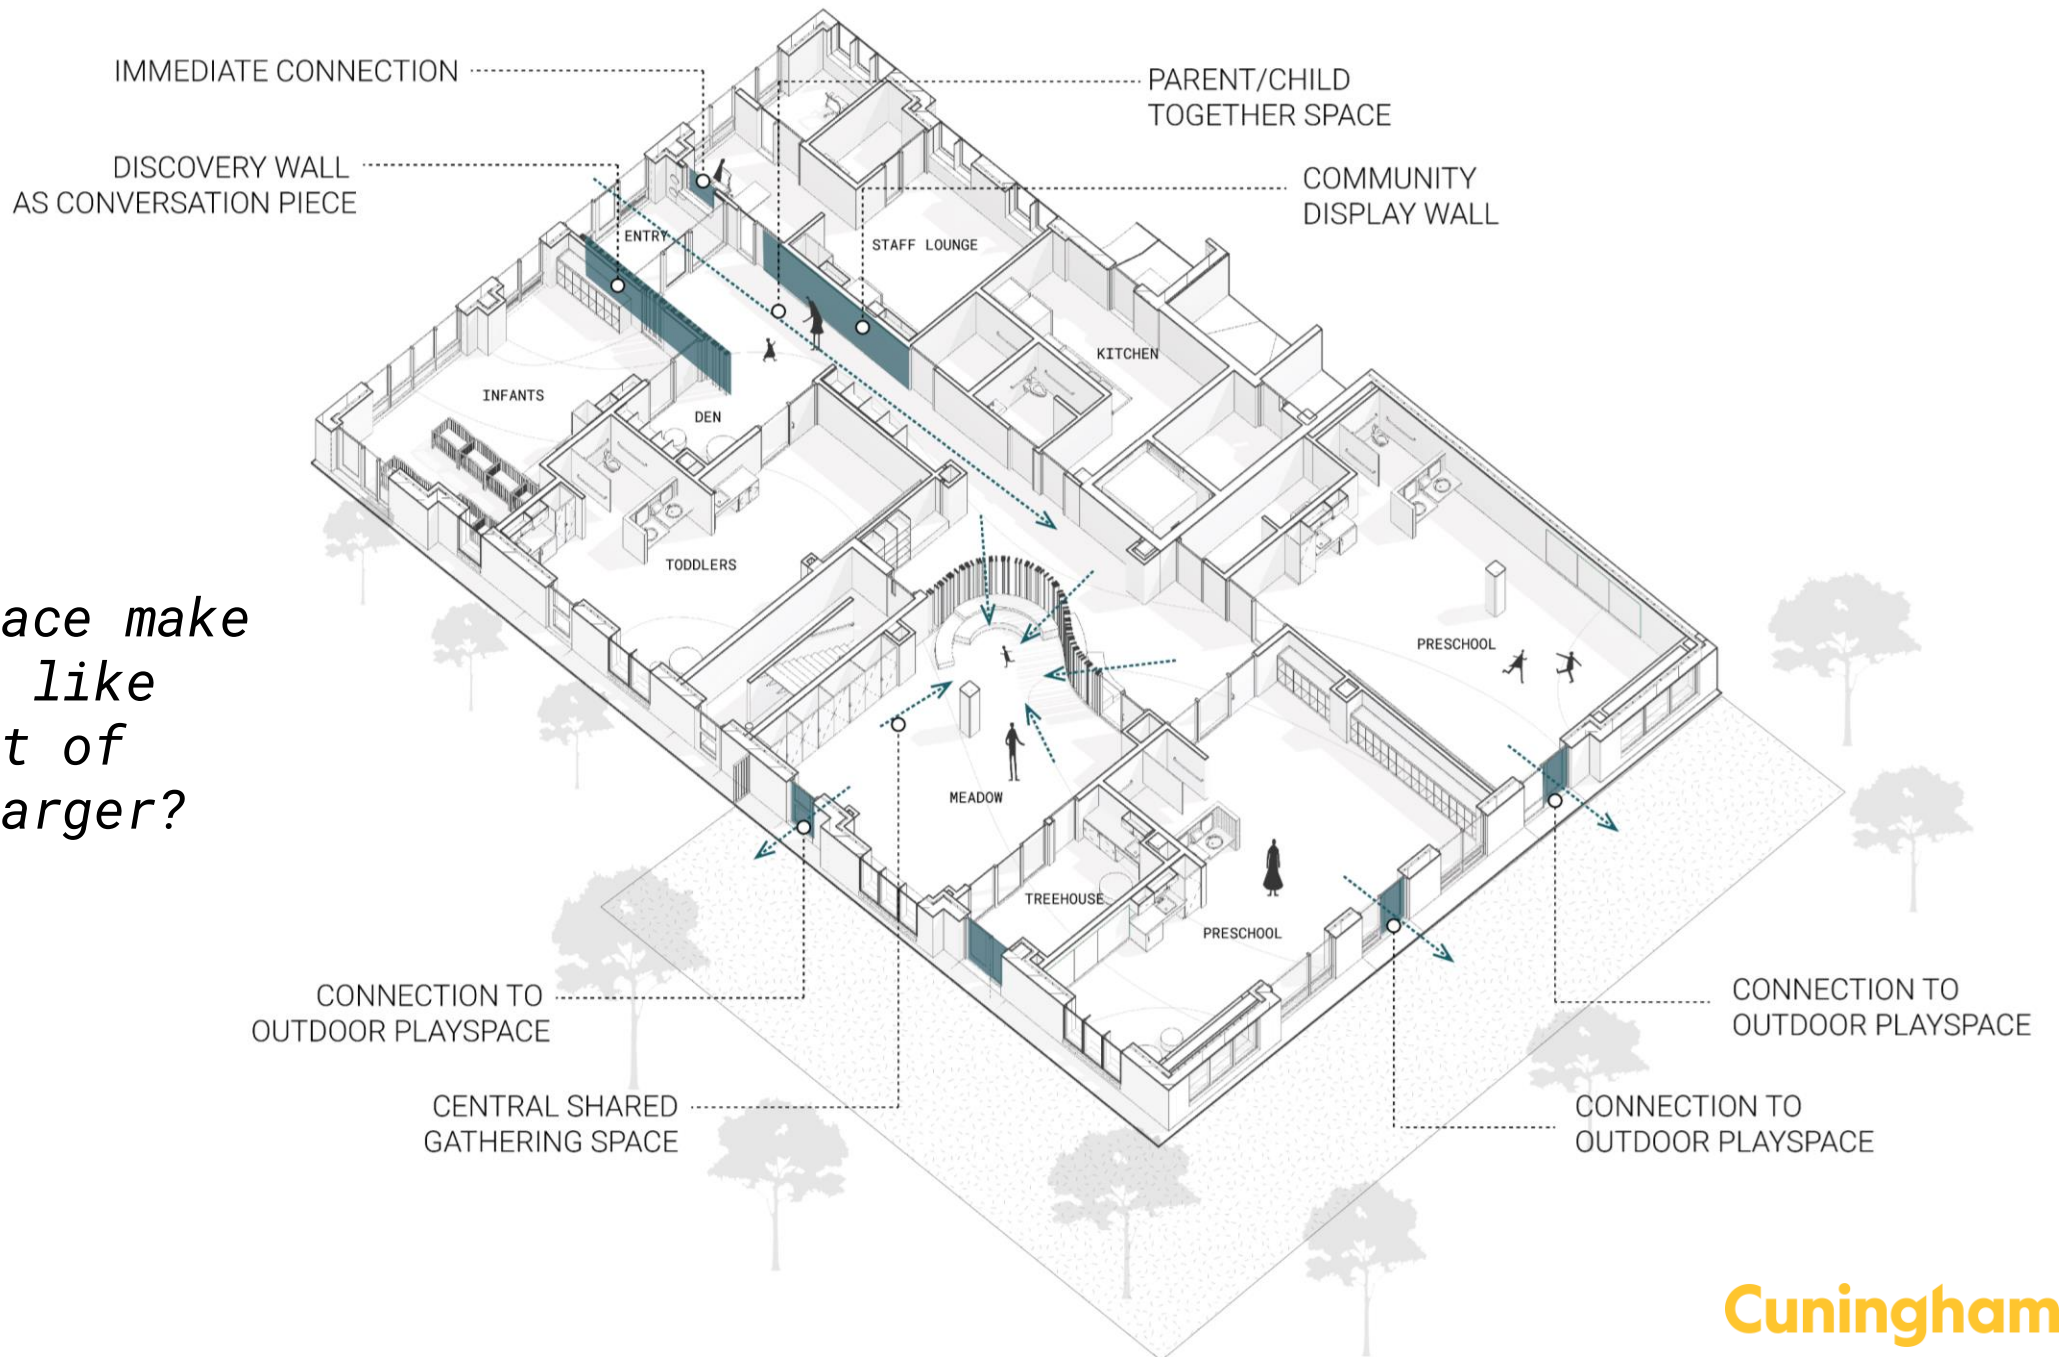 IMMEDIATE CONNECTION
PARENT/CHILD
TOGETHER SPACE
DISCOVERY WALL
AS CONVERSATION PIECE
COMMUNITY
DISPLAY WALL
ENTRY
STAFF LOUNGE
KITCHEN
INFANTS
DEN
TODDLERS
ace make
like
t of
arger?
PRESCHOOL
MEADOW
TREEHOUSE
PRESCHOOL
CONNECTION TO
OUTDOOR PLAYSPACE
CONNECTION TO
OUTDOOR PLAYSPACE
CENTRAL SHARED
GATHERING SPACE
CONNECTION TO
OUTDOOR PLAYSPACE
Cuningham